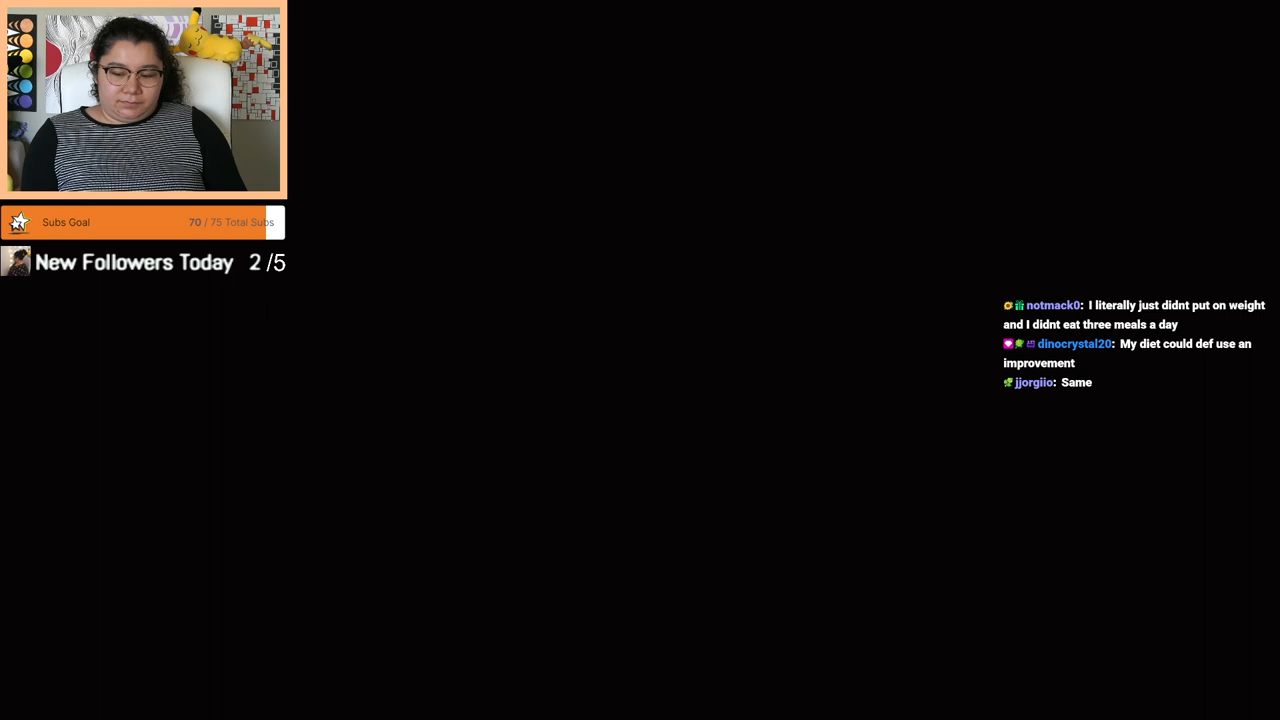 Subs Goal 70 / 75 Total Subs
New Followers Today 2 /5
notmack0: I literally just didnt put on weight
and I didnt eat three meals a day
dinocrystal20: My diet could def use an
improvement
jjorgiio: Same